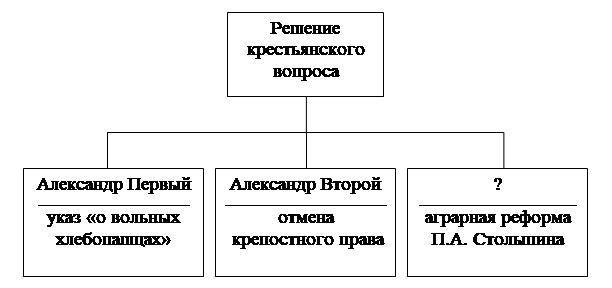 Решение
крестьянского
вопроса
Александр Первый
указ «о вольных
хлебопашцах»
Александр Второй
отмена
крепостного права
?
аграрная реформа
П.А. Столыпина